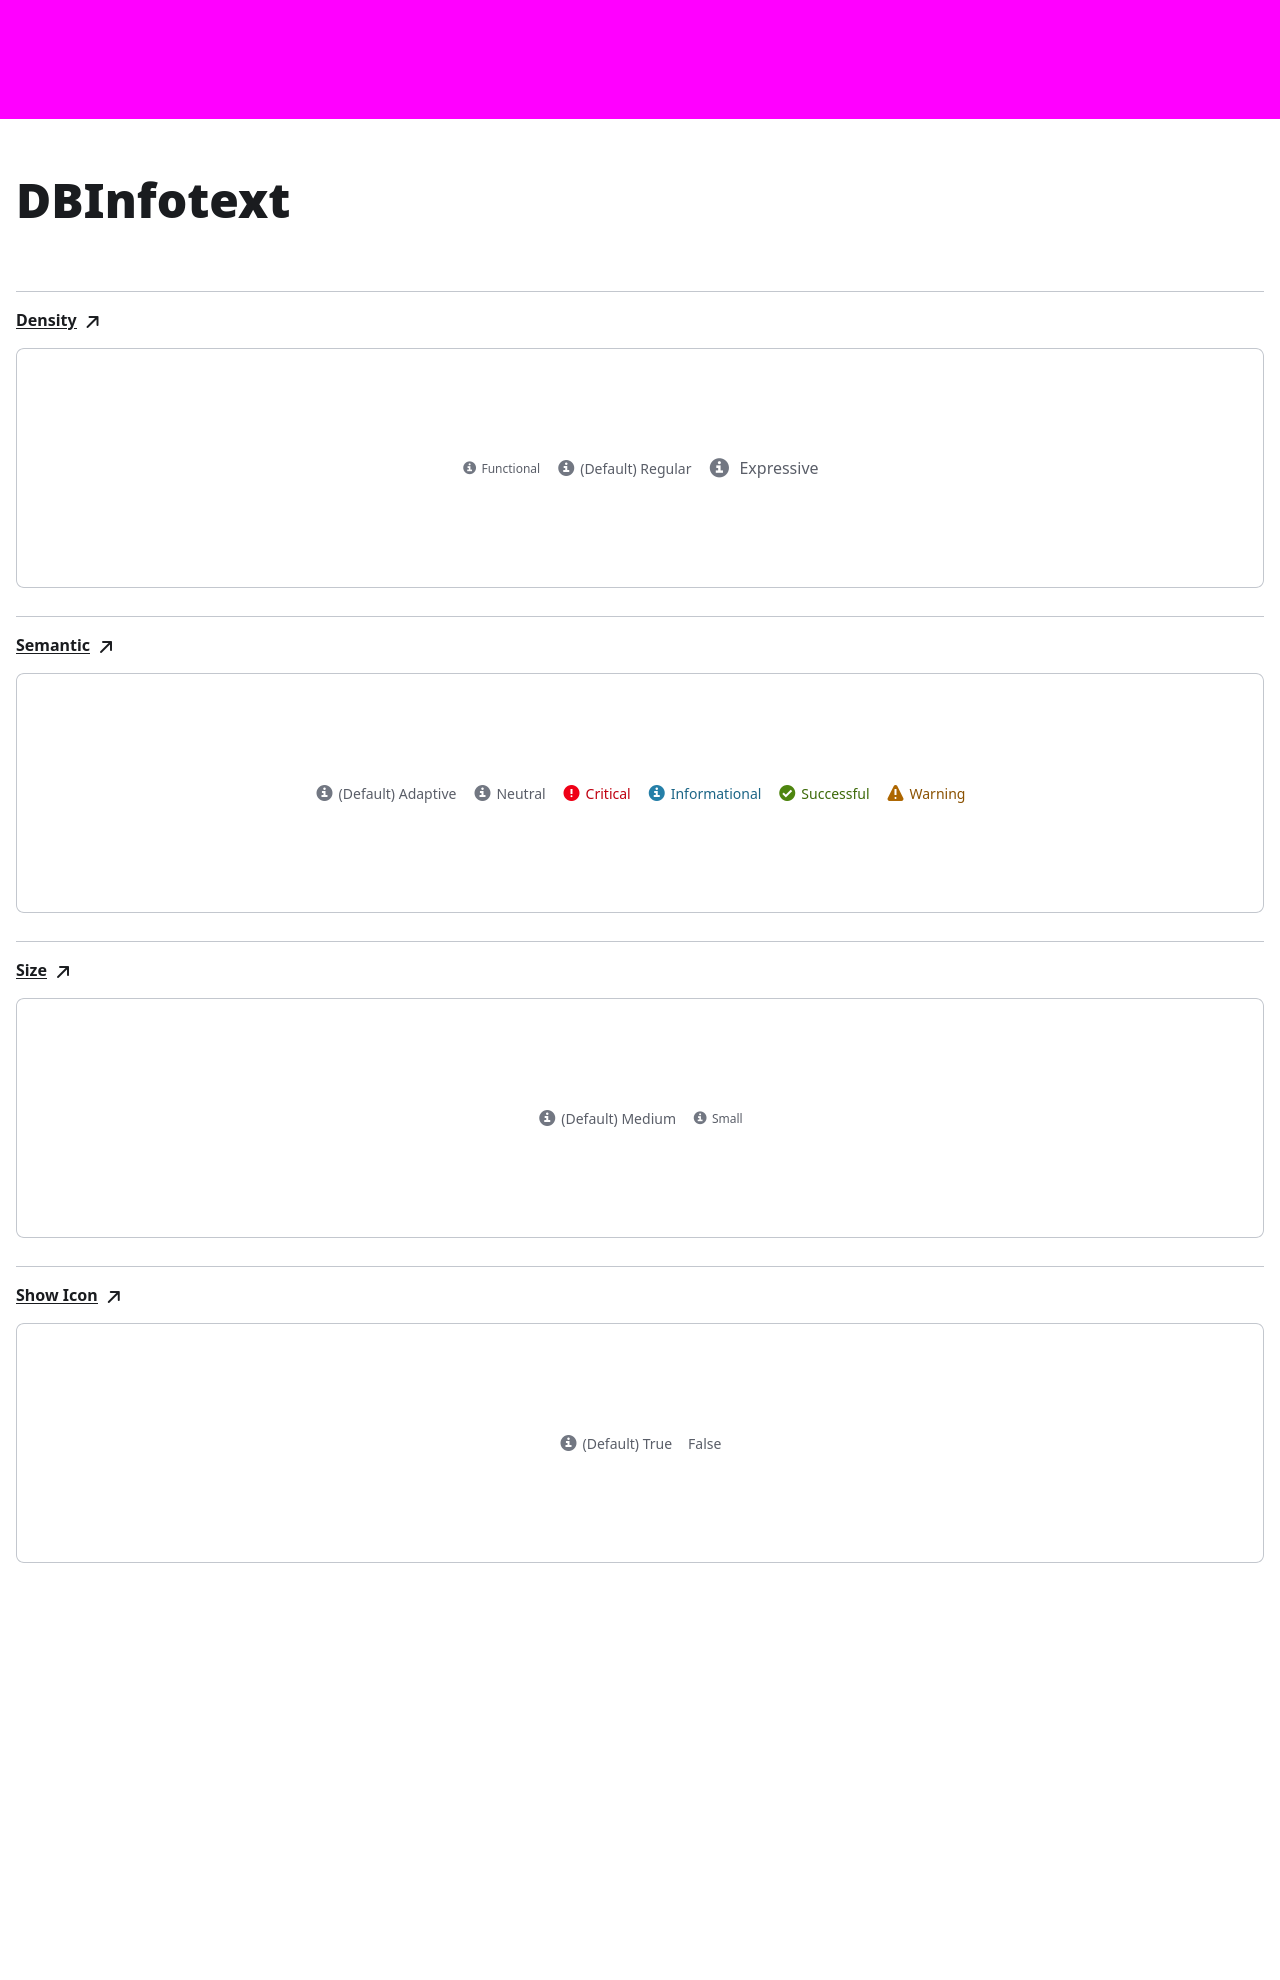 DBInfotext
Density
Functional (Default) Regular Expressive
Semantic
(Default) Adaptive Neutral Critical Informational Successful Warning
Size
(Default) Medium Small
Show Icon
(Default) True False